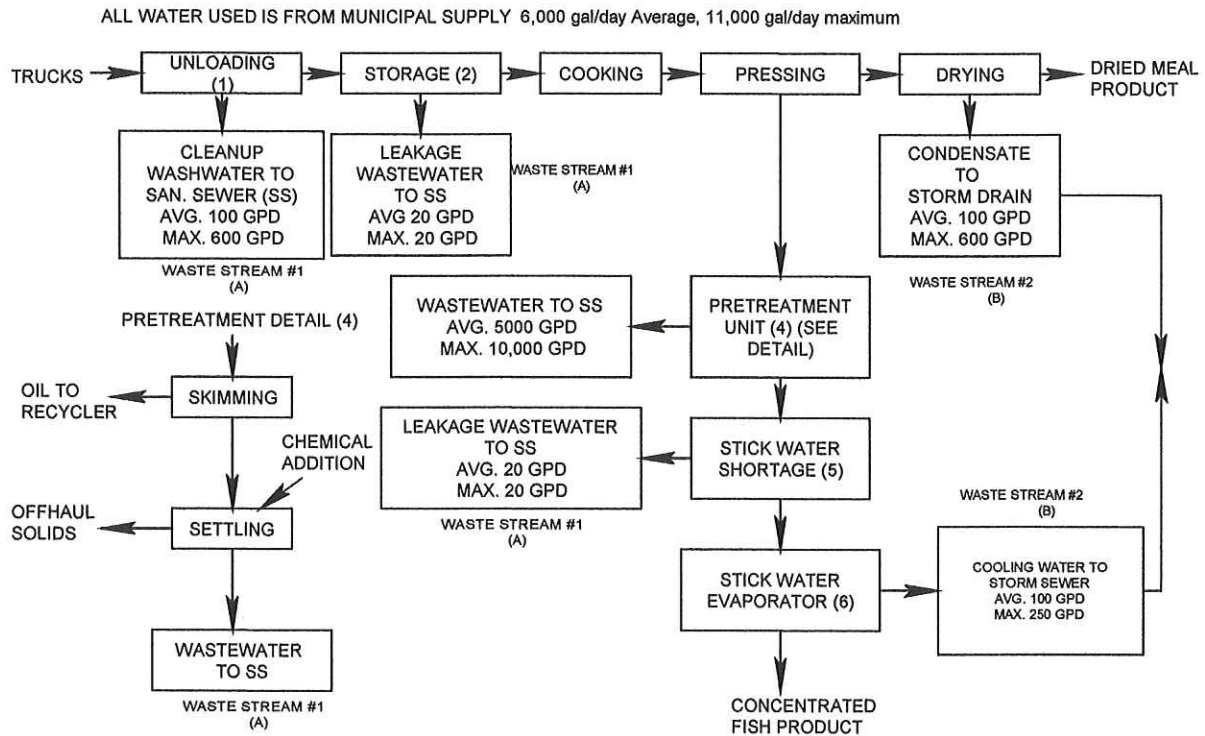 ALL WATER USED IS FROM MUNICIPAL SUPPLY 6,000 gal/day Average, 11,000 gal/day maximum
TRUCKS
UNLOADING
(1)
STORAGE (2)
COOKING
PRESSING
DRYING
DRIED MEAL
PRODUCT
CLEANUP
WASHWATER TO
SAN. SEWER (SS)
AVG. 100 GPD
MAX. 600 GPD
WASTE STREAM #1
(A)
LEAKAGE
WASTEWATER
TO SS
AVG 20 GPD
MAX. 20 GPD
WASTE STREAM #1
(A)
CONDENSATE
TO
STORM DRAIN
AVG. 100 GPD
MAX. 600 GPD
WASTE STREAM #2
(B)
WASTEWATER TO SS
AVG. 5000 GPD
MAX. 10,000 GPD
PRETREATMENT
UNIT (4) (SEE
DETAIL)
PRETREATMENT DETAIL (4)
OIL TO
RECYCLER
SKIMMING
CHEMICAL
ADDITION
OFFHAUL
SOLIDS
SETTLING
WASTEWATER
TO SS
WASTE STREAM #1
(A)
LEAKAGE WASTEWATER
TO SS
AVG. 20 GPD
MAX. 20 GPD
WASTE STREAM #1
(A)
STICK WATER
SHORTAGE (5)
STICK WATER
EVAPORATOR (6)
WASTE STREAM #2
(B)
COOLING WATER TO
STORM SEWER
AVG. 100 GPD
MAX. 250 GPD
CONCENTRATED
FISH PRODUCT